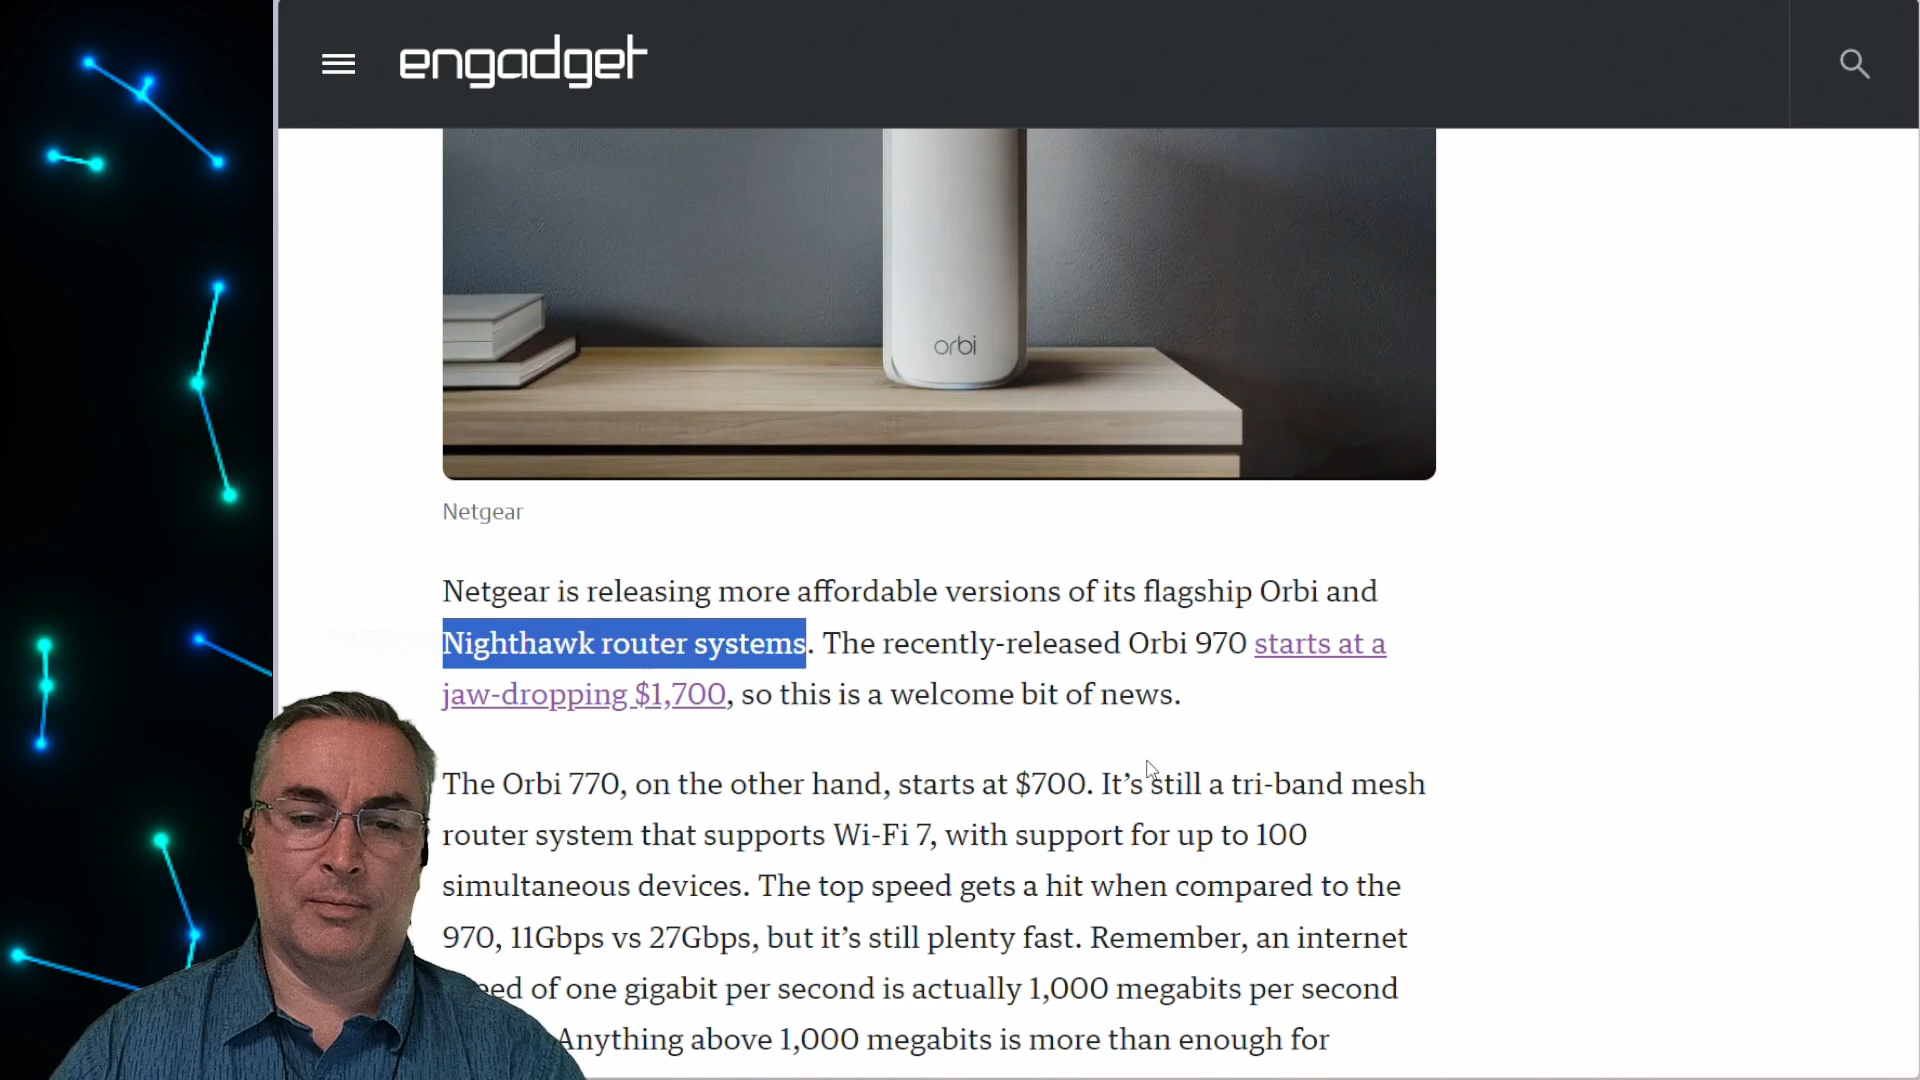 engadget
orbi
Netgear
Netgear is releasing more affordable versions of its flagship Orbi and
Nighthawk router systems. The recently-released Orbi 970 starts at a
jaw-dropping $1,700, so this is a welcome bit of news.
The Orbi 770, on the other hand, starts at $700. It’s still a tri-band mesh
router system that supports Wi-Fi 7, with support for up to 100
simultaneous devices. The top speed gets a hit when compared to the
970, 11Gbps vs 27Gbps, but it’s still plenty fast. Remember, an internet
of one gigabit per second is actually 1,000 megabits per second
Anything above 1,000 megabits is more than enough for